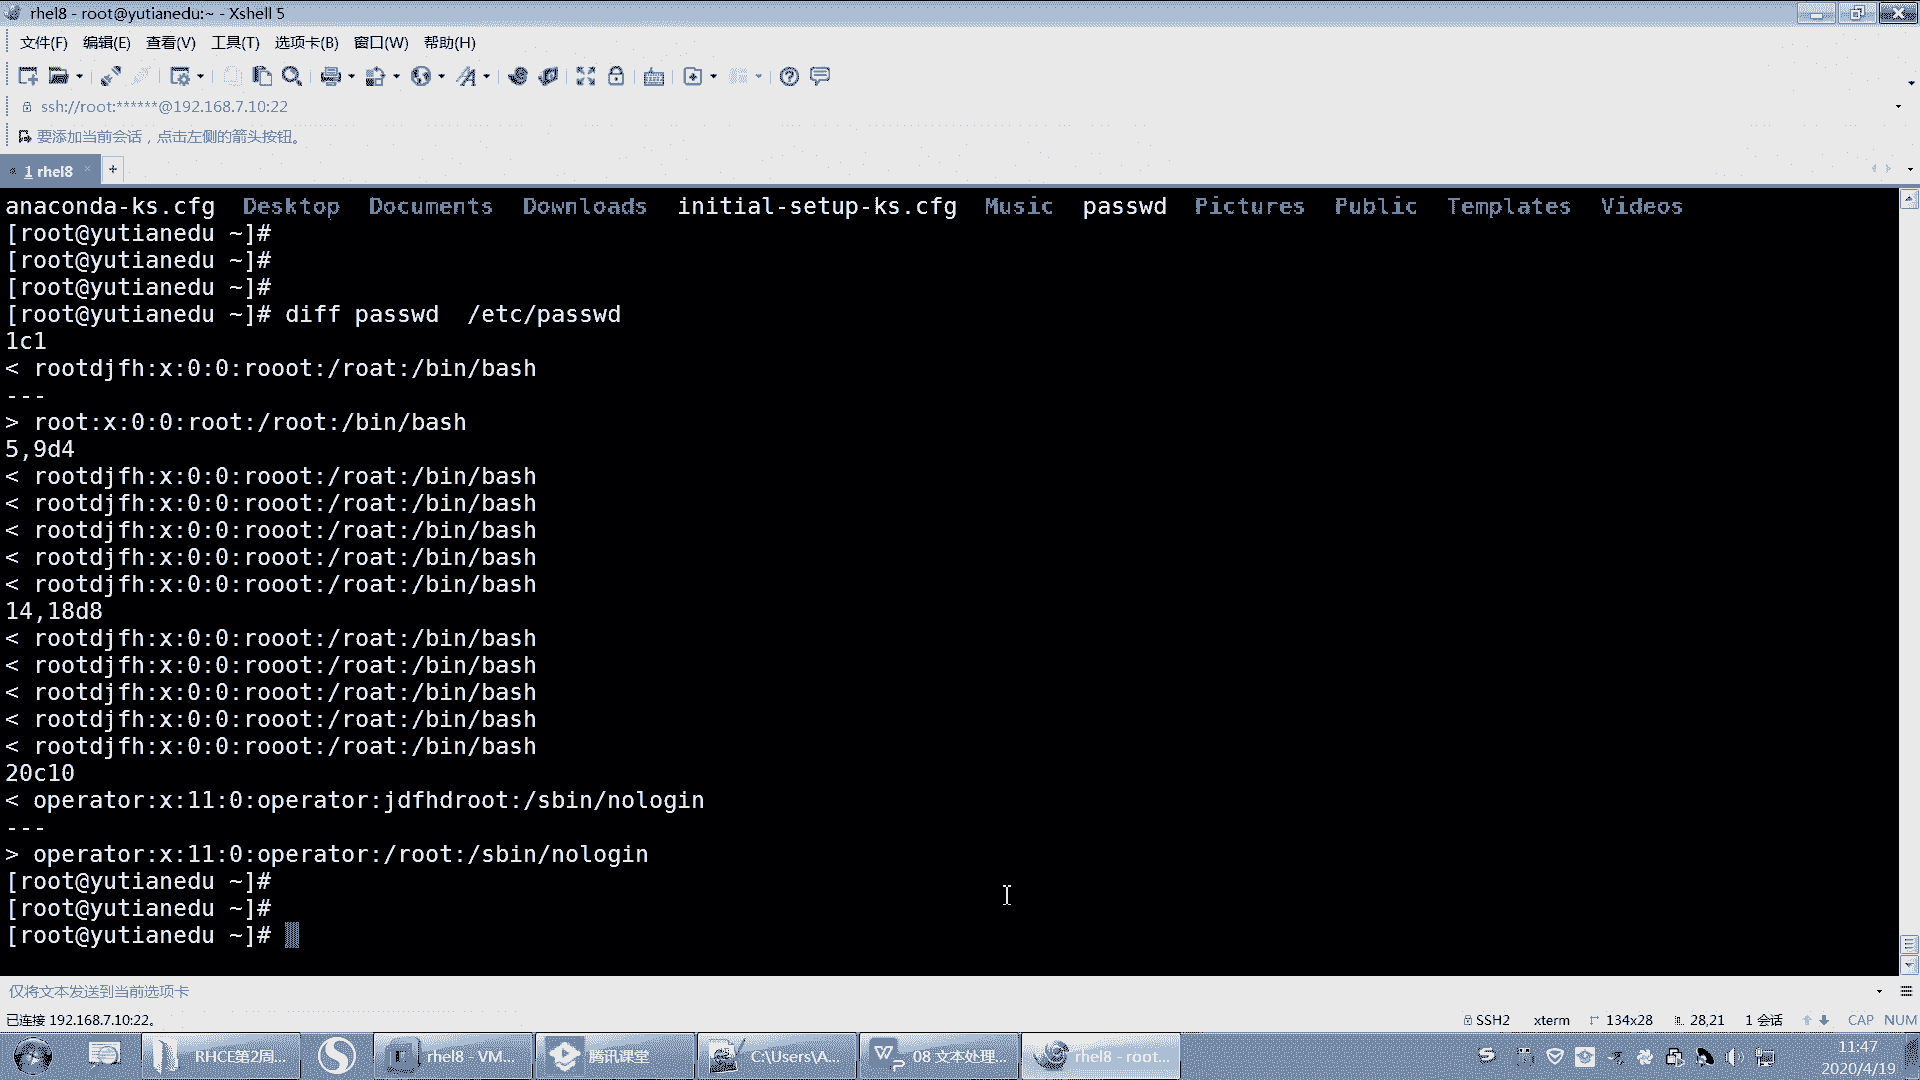 rhel8 - root@yutianedu:~ - Xshell 5
文件(F) 编辑(E) 查看(V) 工具(T) 选项卡(B) 窗口(W) 帮助(H)
ssh://root:******@192.168.7.10:22
要添加当前会话，点击左侧的箭头按钮。
1 rhel8
anaconda-ks.cfg  Desktop  Documents  Downloads  initial-setup-ks.cfg  Music  passwd  Pictures  Public  Templates  Videos
[root@yutianedu ~]#
[root@yutianedu ~]#
[root@yutianedu ~]#
[root@yutianedu ~]# diff passwd  /etc/passwd
1c1
< rootdjfh:x:0:0:rooot:/roat:/bin/bash
---
> root:x:0:0:root:/root:/bin/bash
5,9d4
< rootdjfh:x:0:0:rooot:/roat:/bin/bash
< rootdjfh:x:0:0:rooot:/roat:/bin/bash
< rootdjfh:x:0:0:rooot:/roat:/bin/bash
< rootdjfh:x:0:0:rooot:/roat:/bin/bash
< rootdjfh:x:0:0:rooot:/roat:/bin/bash
14,18d8
< rootdjfh:x:0:0:rooot:/roat:/bin/bash
< rootdjfh:x:0:0:rooot:/roat:/bin/bash
< rootdjfh:x:0:0:rooot:/roat:/bin/bash
< rootdjfh:x:0:0:rooot:/roat:/bin/bash
< rootdjfh:x:0:0:rooot:/roat:/bin/bash
20c10
< operator:x:11:0:operator:jdfhdroot:/sbin/nologin
---
> operator:x:11:0:operator:/root:/sbin/nologin
[root@yutianedu ~]#
[root@yutianedu ~]#
[root@yutianedu ~]#
仅将文本发送到当前选项卡
已连接 192.168.7.10:22。 SSH2 xterm 134x28 28,21 1 会话 CAP NUM
RHCE第2周... rhel8 - VM... 腾讯课堂 C:\Users\A... 08 文本处理... rhel8 - root... 11:47
2020/4/19